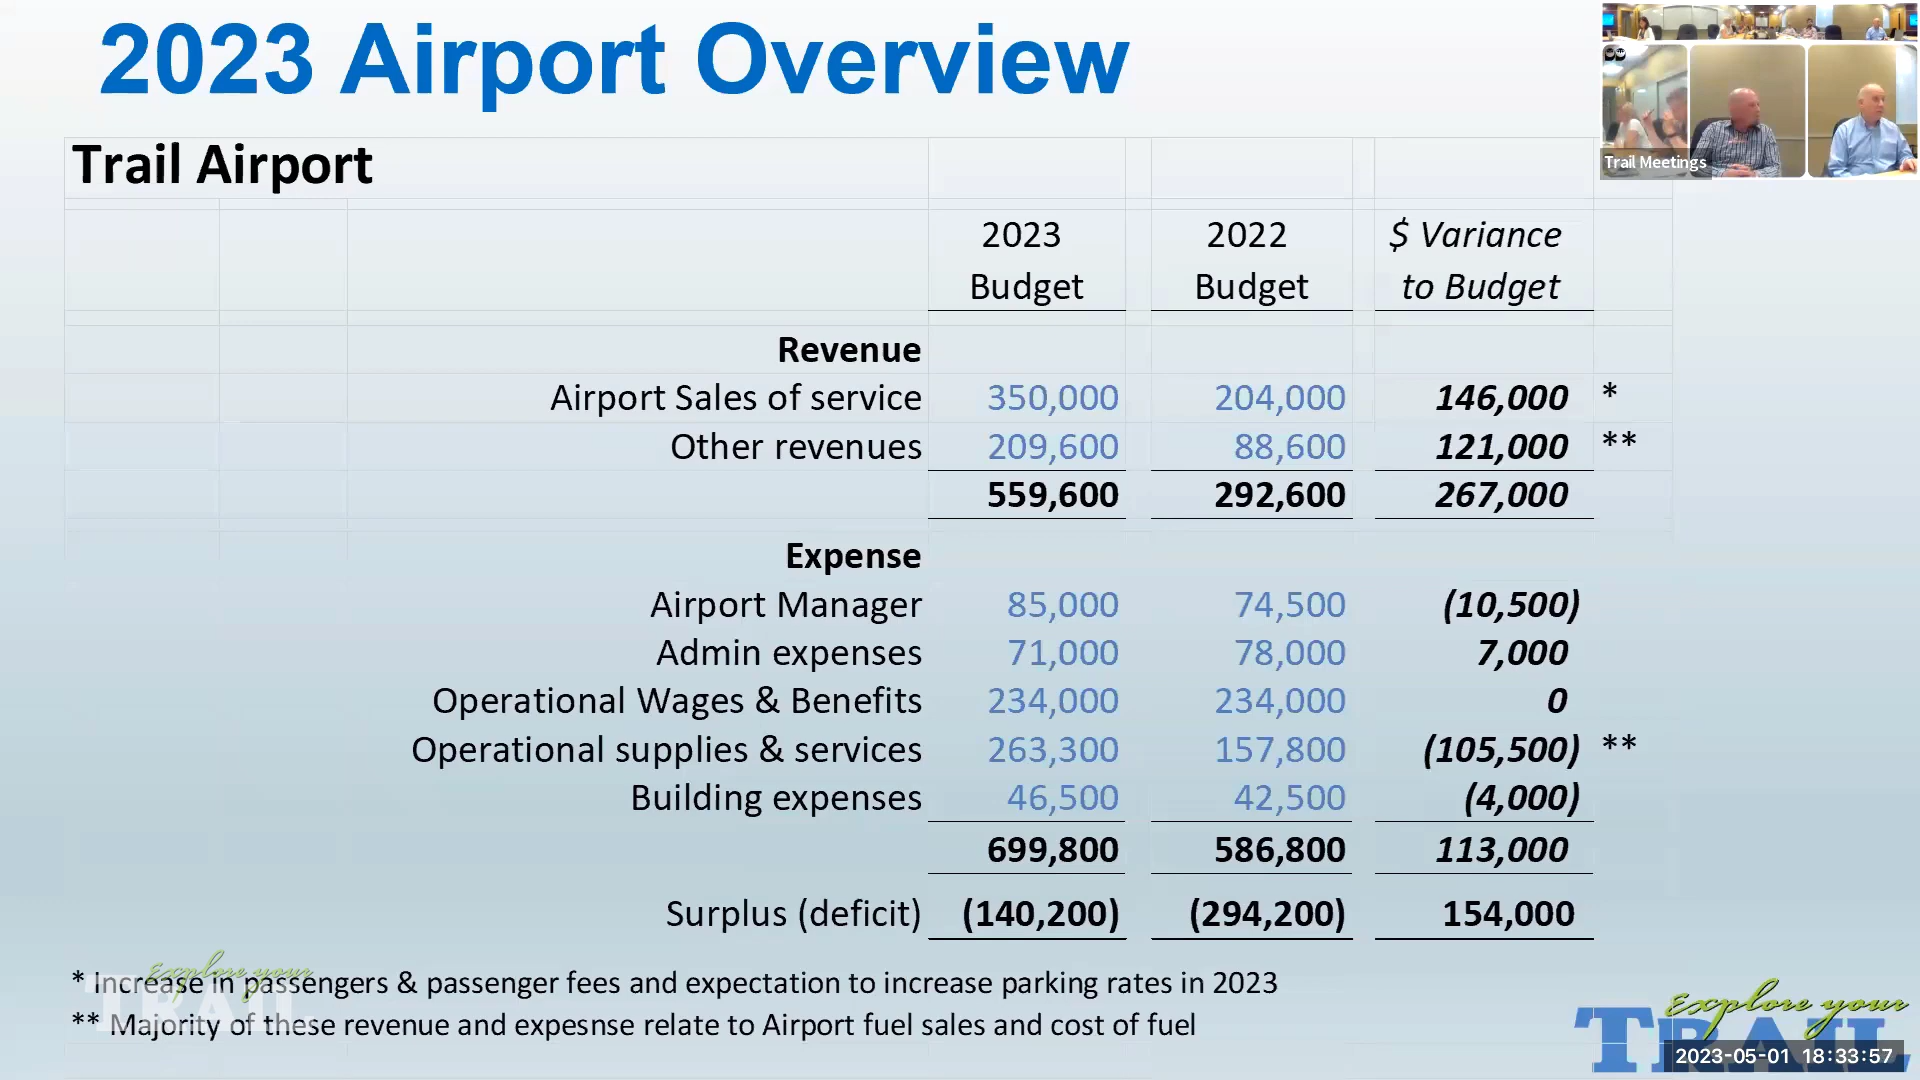 2023 Airport Overview
Trail Meetings
Trail Airport
2023 2022 $ Variance
Budget Budget to Budget
Revenue
Airport Sales of service 350,000 204,000 146,000 *
Other revenues 209,600 88,600 121,000 **
559,600 292,600 267,000
Expense
Airport Manager 85,000 74,500 (10,500)
Admin expenses 71,000 78,000 7,000
Operational Wages & Benefits 234,000 234,000 0
Operational supplies & services 263,300 157,800 (105,500) **
Building expenses 46,500 42,500 (4,000)
699,800 586,800 113,000
Surplus (deficit) (140,200) (294,200) 154,000
Explore your
TRAIL
* Increase in passengers & passenger fees and expectation to increase parking rates in 2023
** Majority of these revenue and expesnse relate to Airport fuel sales and cost of fuel
Explore your
TRAIL
2023-05-01 18:33:57